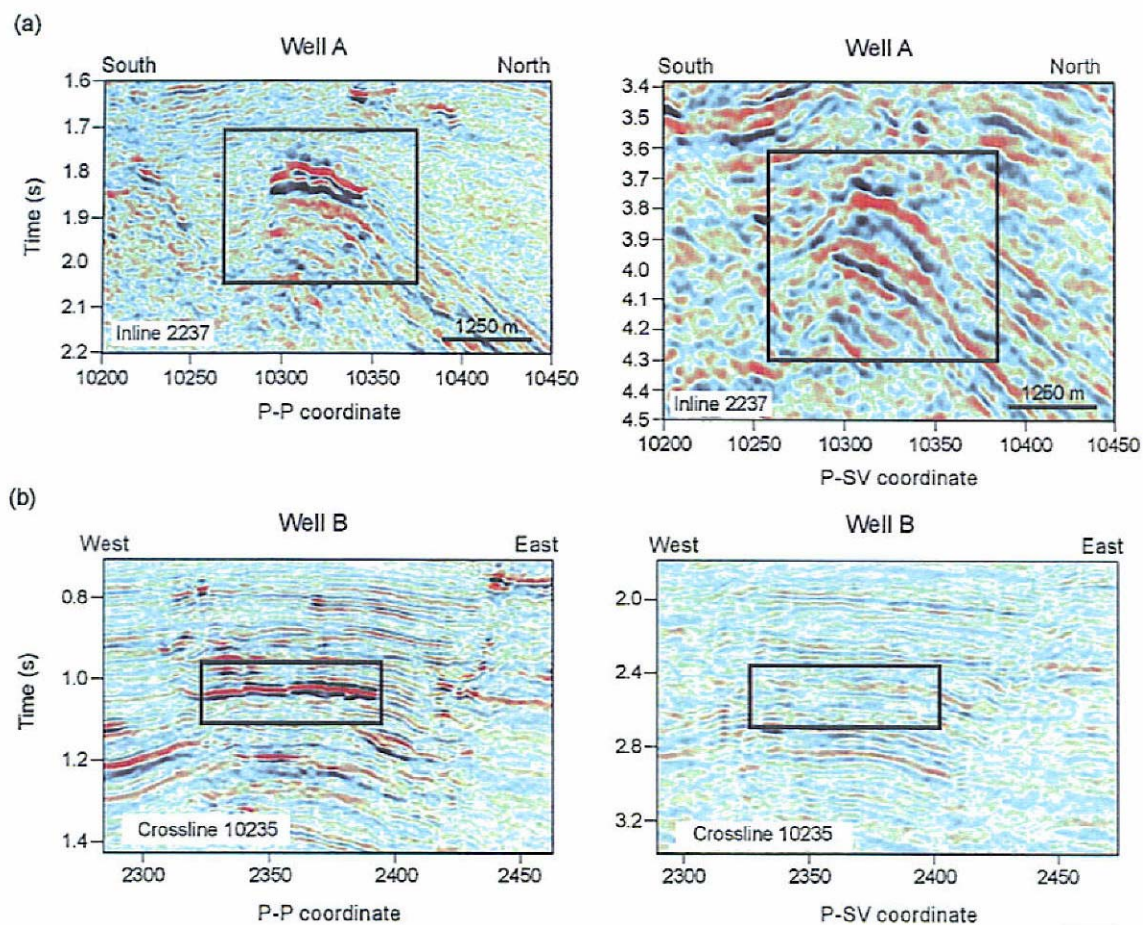 (a)
Well A
South North
1.6
1.7
1.8
1.9
2.0
2.1
2.2
Time (s)
Inline 2237
1250 m
10200 10250 10300 10350 10400 10450
P-P coordinate
Well A
South North
3.4
3.5
3.6
3.7
3.8
3.9
4.0
4.1
4.2
4.3
4.4
4.5
Inline 2237
1250 m
10200 10250 10300 10350 10400 10450
P-SV coordinate
(b)
Well B
West East
0.8
1.0
1.2
1.4
Time (s)
Crossline 10235
2300 2350 2400 2450
P-P coordinate
Well B
West East
2.0
2.4
2.8
3.2
Crossline 10235
2300 2350 2400 2450
P-SV coordinate